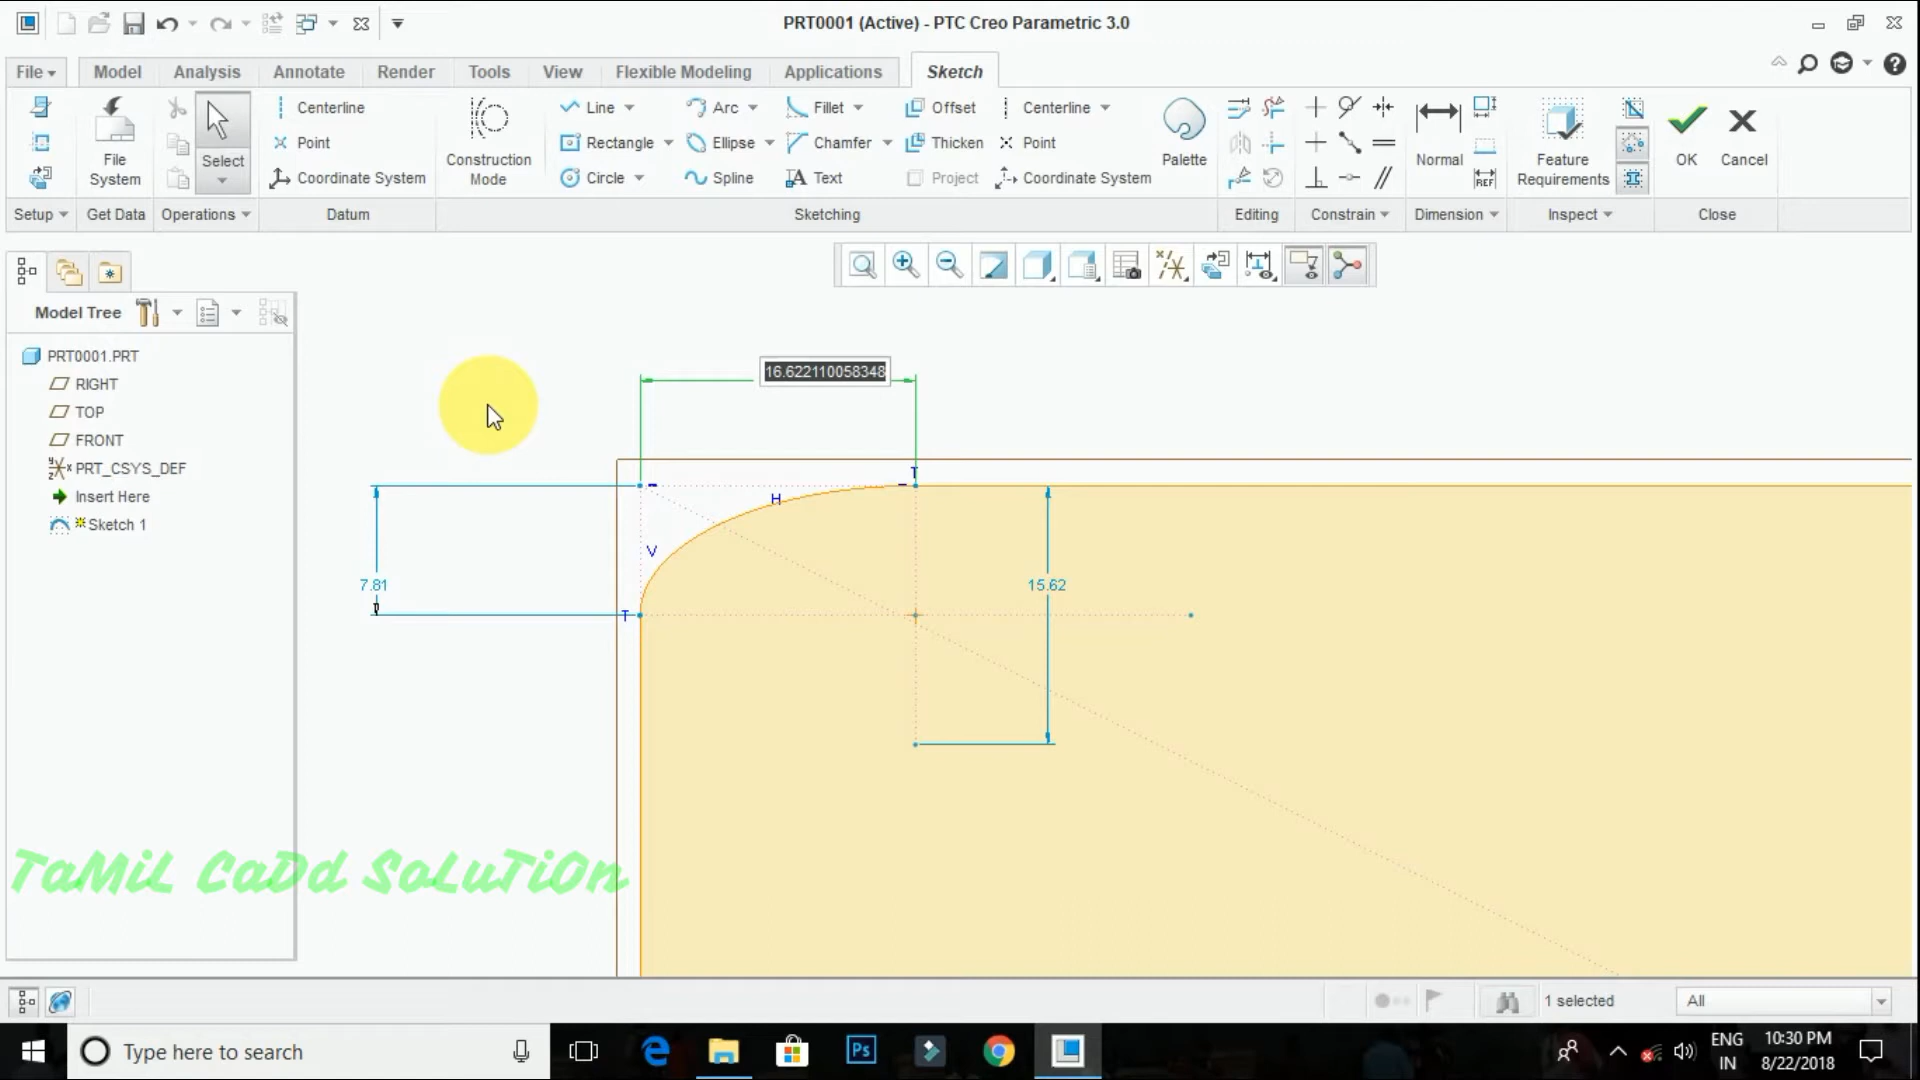 PRT0001 (Active) - PTC Creo Parametric 3.0
File Model Analysis Annotate Render Tools View Flexible Modeling Applications Sketch
Centerline Line Arc Fillet Offset Centerline
Point Rectangle Ellipse Chamfer Thicken Point
Coordinate System Circle Spline Text Project Coordinate System
File System Select Construction Mode Palette Normal Feature Requirements OK Cancel
REF
Setup Get Data Operations Datum Sketching Editing Constrain Dimension Inspect Close
Model Tree
PRT0001.PRT
RIGHT
TOP
FRONT
PRT_CSYS_DEF
Insert Here
Sketch 1
16.622110058348
T
H
V
7.81
15.62
T
TaMiL CaDd SoLuTiOn
1 selected All
Type here to search
Ps
ENG
IN
10:30 PM
8/22/2018